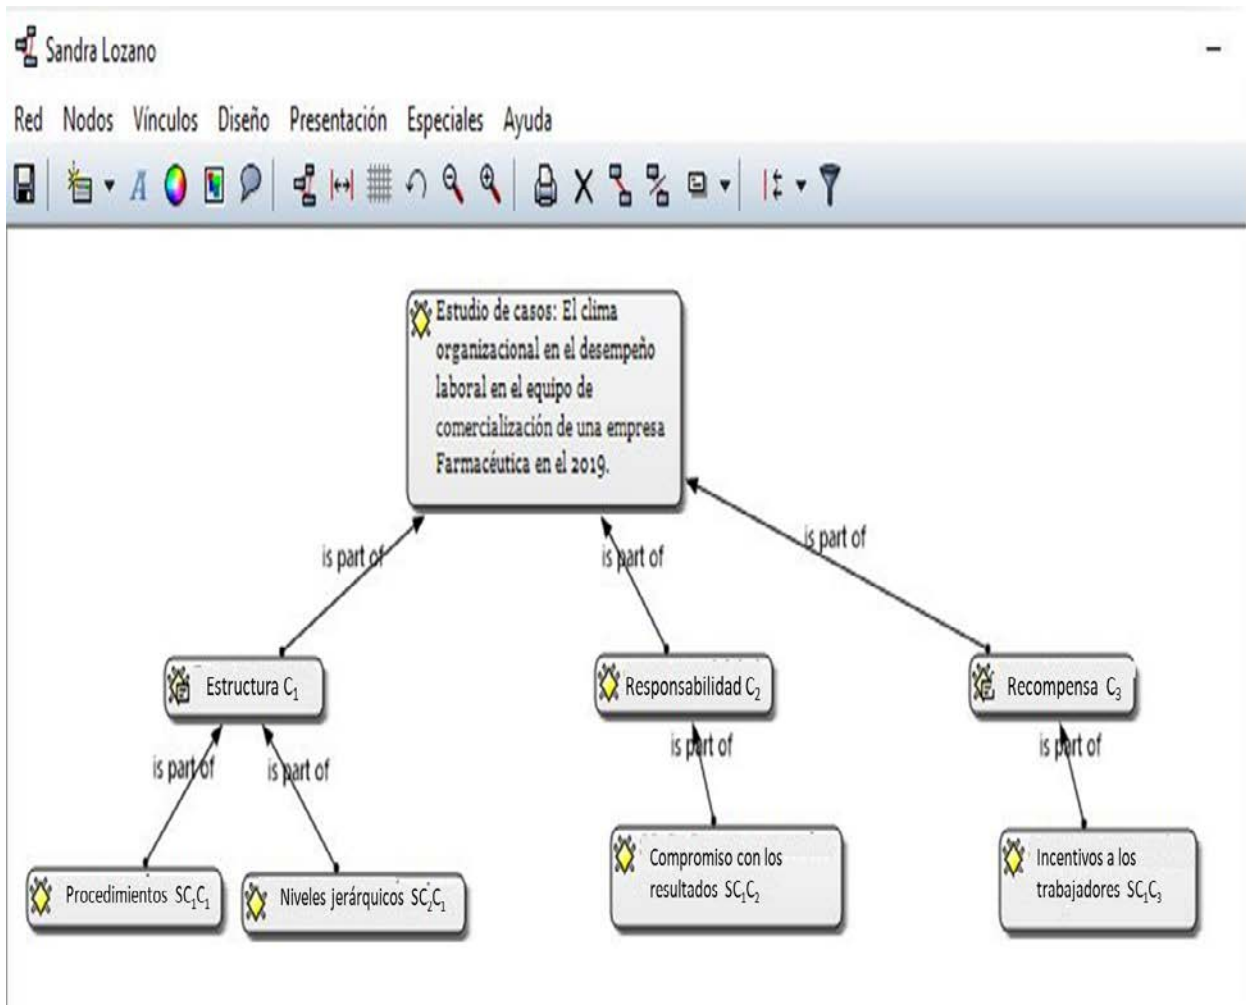 Sandra Lozano
Red Nodos Vínculos Diseño Presentación Especiales Ayuda
Estudio de casos: El clima
organizacional en el desempeño
laboral en el equipo de
comercialización de una empresa
Farmacéutica en el 2019.
is part of
is part of
is part of
Estructura C₁
Responsabilidad C₂
Recompensa C₃
is part of
is part of
is part of
is part of
Procedimientos SC₁C₁
Niveles jerárquicos SC₂C₁
Compromiso con los
resultados SC₁C₂
Incentivos a los
trabajadores SC₁C₃